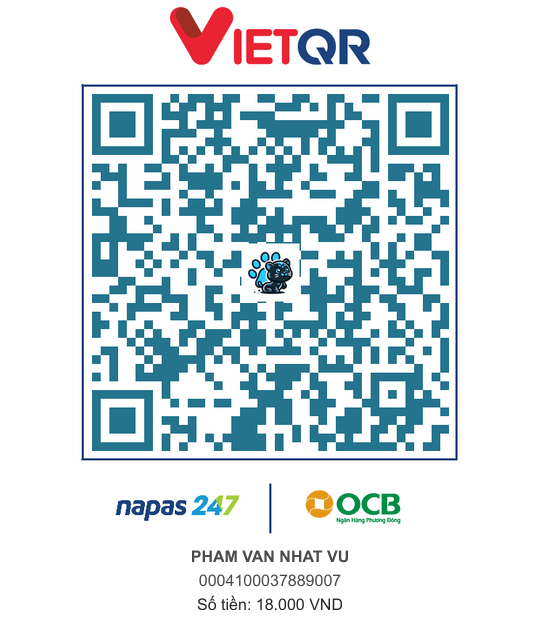 VIETQR
napas 247
OCB
Ngân Hàng Phương Đông
PHAM VAN NHAT VU
0004100037889007
Số tiền: 18.000 VND